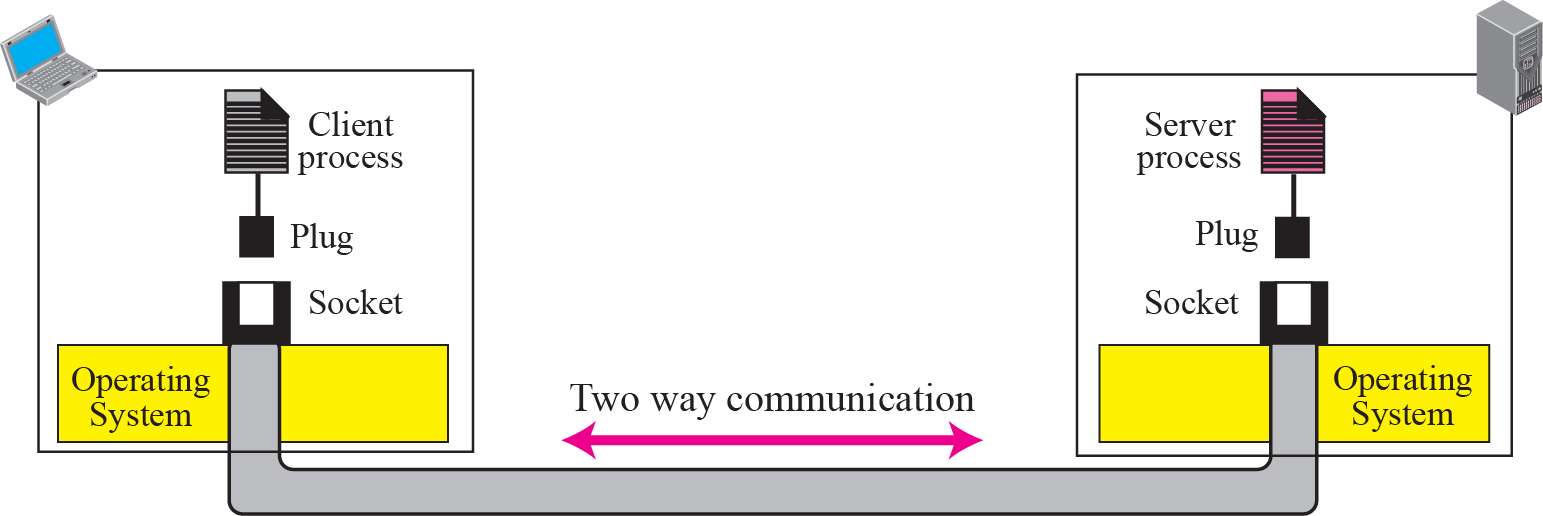 Client
process
Plug
Socket
Operating
System
Two way communication
Server
process
Plug
Socket
Operating
System